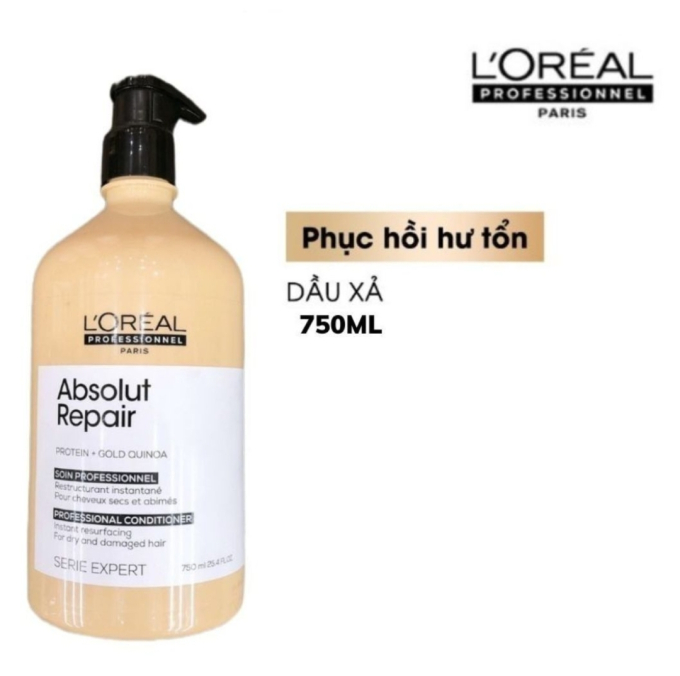 L'ORÉAL
PROFESSIONNEL
PARIS
Phục hồi hư tổn
DẦU XẢ
750ML
L'ORÉAL
PROFESSIONNEL
PARIS
Absolut
Repair
PROTEIN + GOLD QUINOA
SOIN PROFESSIONNEL
Restructurant instantané
Pour cheveux secs et abîmés
PROFESSIONAL CONDITIONER
Instant resurfacing
For dry and damaged hair
SERIE EXPERT
750 ml 25.4 FL.OZ